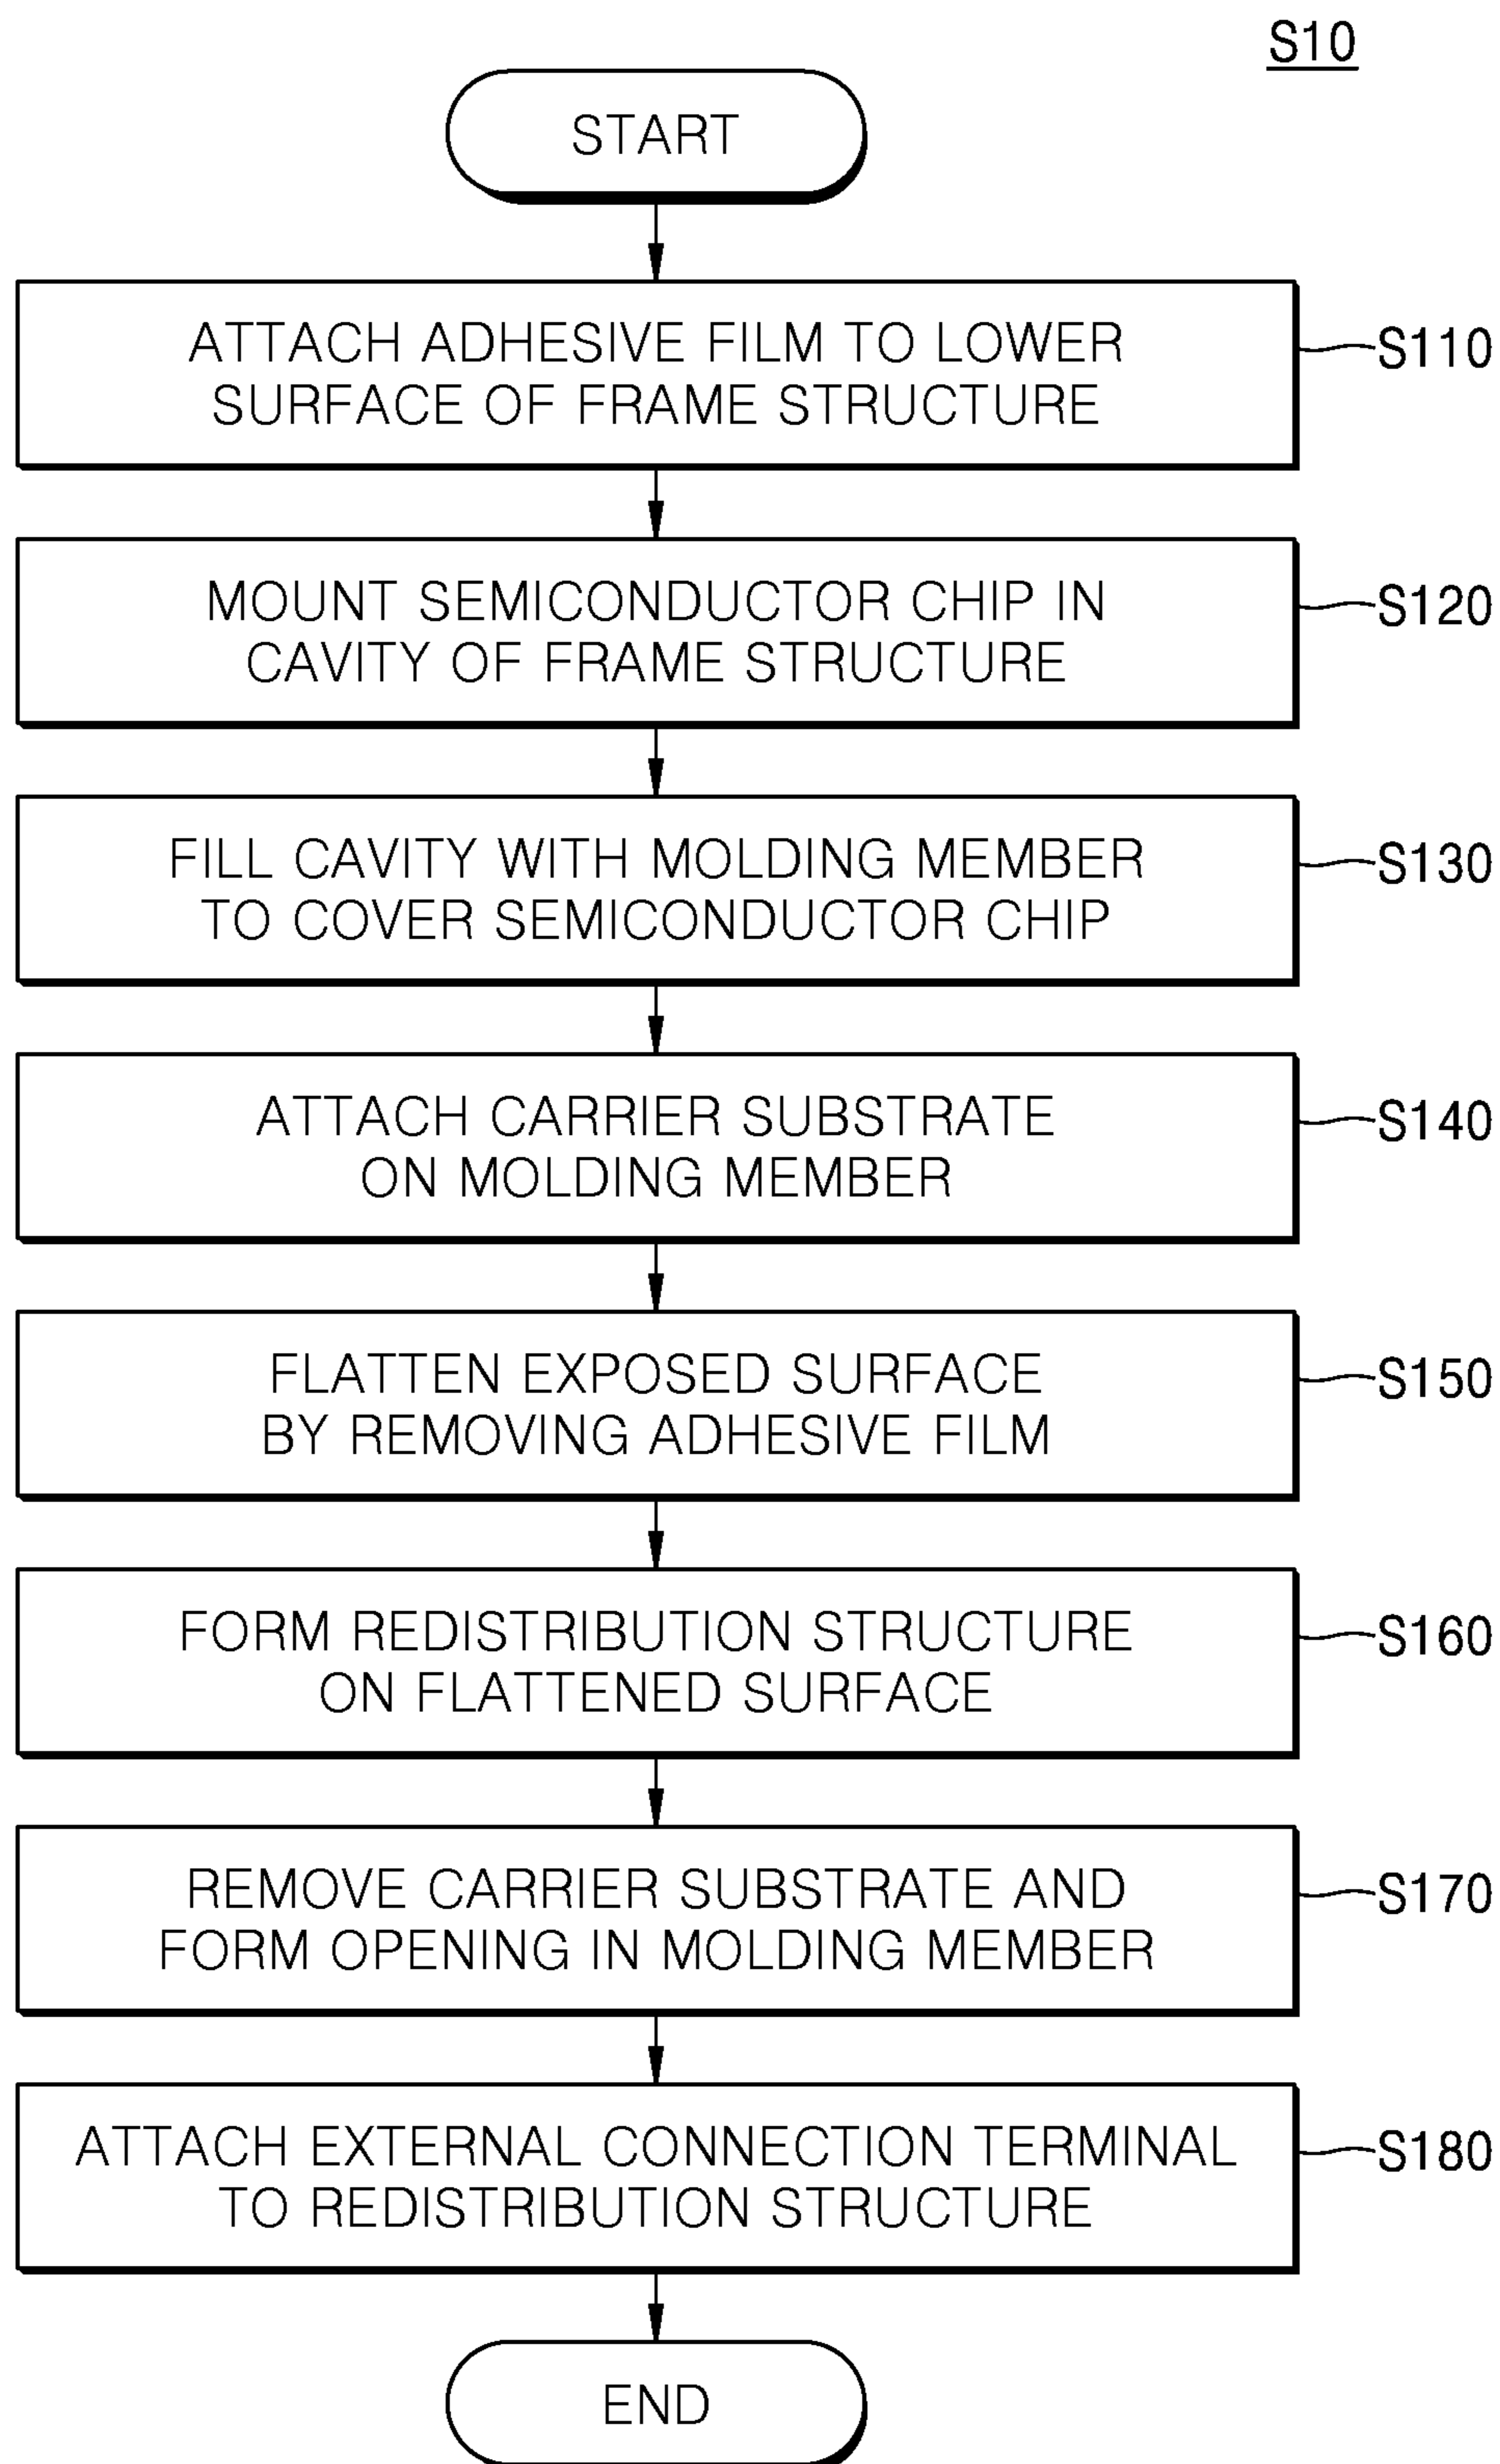 S10
START
ATTACH ADHESIVE FILM TO LOWER
SURFACE OF FRAME STRUCTURE
S110
MOUNT SEMICONDUCTOR CHIP IN
CAVITY OF FRAME STRUCTURE
S120
FILL CAVITY WITH MOLDING MEMBER
TO COVER SEMICONDUCTOR CHIP
S130
ATTACH CARRIER SUBSTRATE
ON MOLDING MEMBER
S140
FLATTEN EXPOSED SURFACE
BY REMOVING ADHESIVE FILM
S150
FORM REDISTRIBUTION STRUCTURE
ON FLATTENED SURFACE
S160
REMOVE CARRIER SUBSTRATE AND
FORM OPENING IN MOLDING MEMBER
S170
ATTACH EXTERNAL CONNECTION TERMINAL
TO REDISTRIBUTION STRUCTURE
S180
END